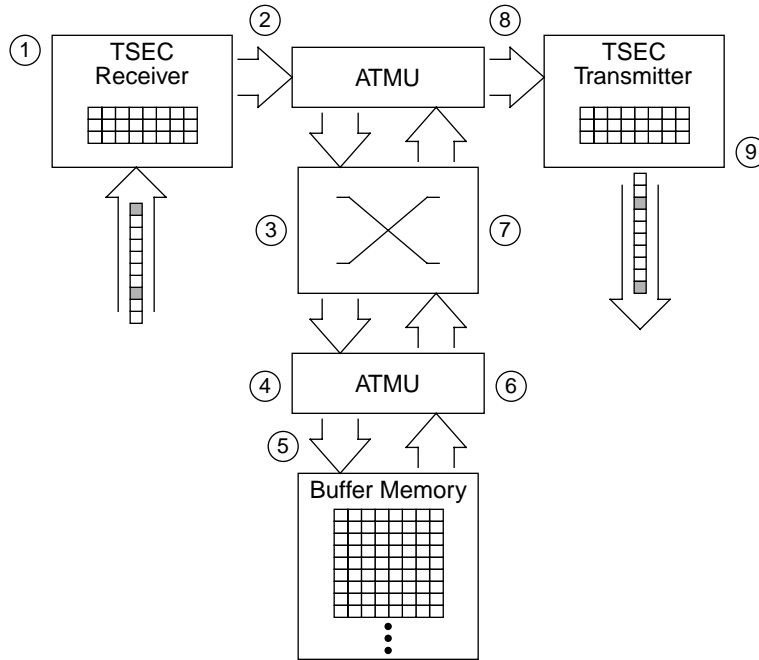 1
TSEC
Receiver
2
ATMU
8
TSEC
Transmitter
9
3
7
4
ATMU
6
5
Buffer Memory